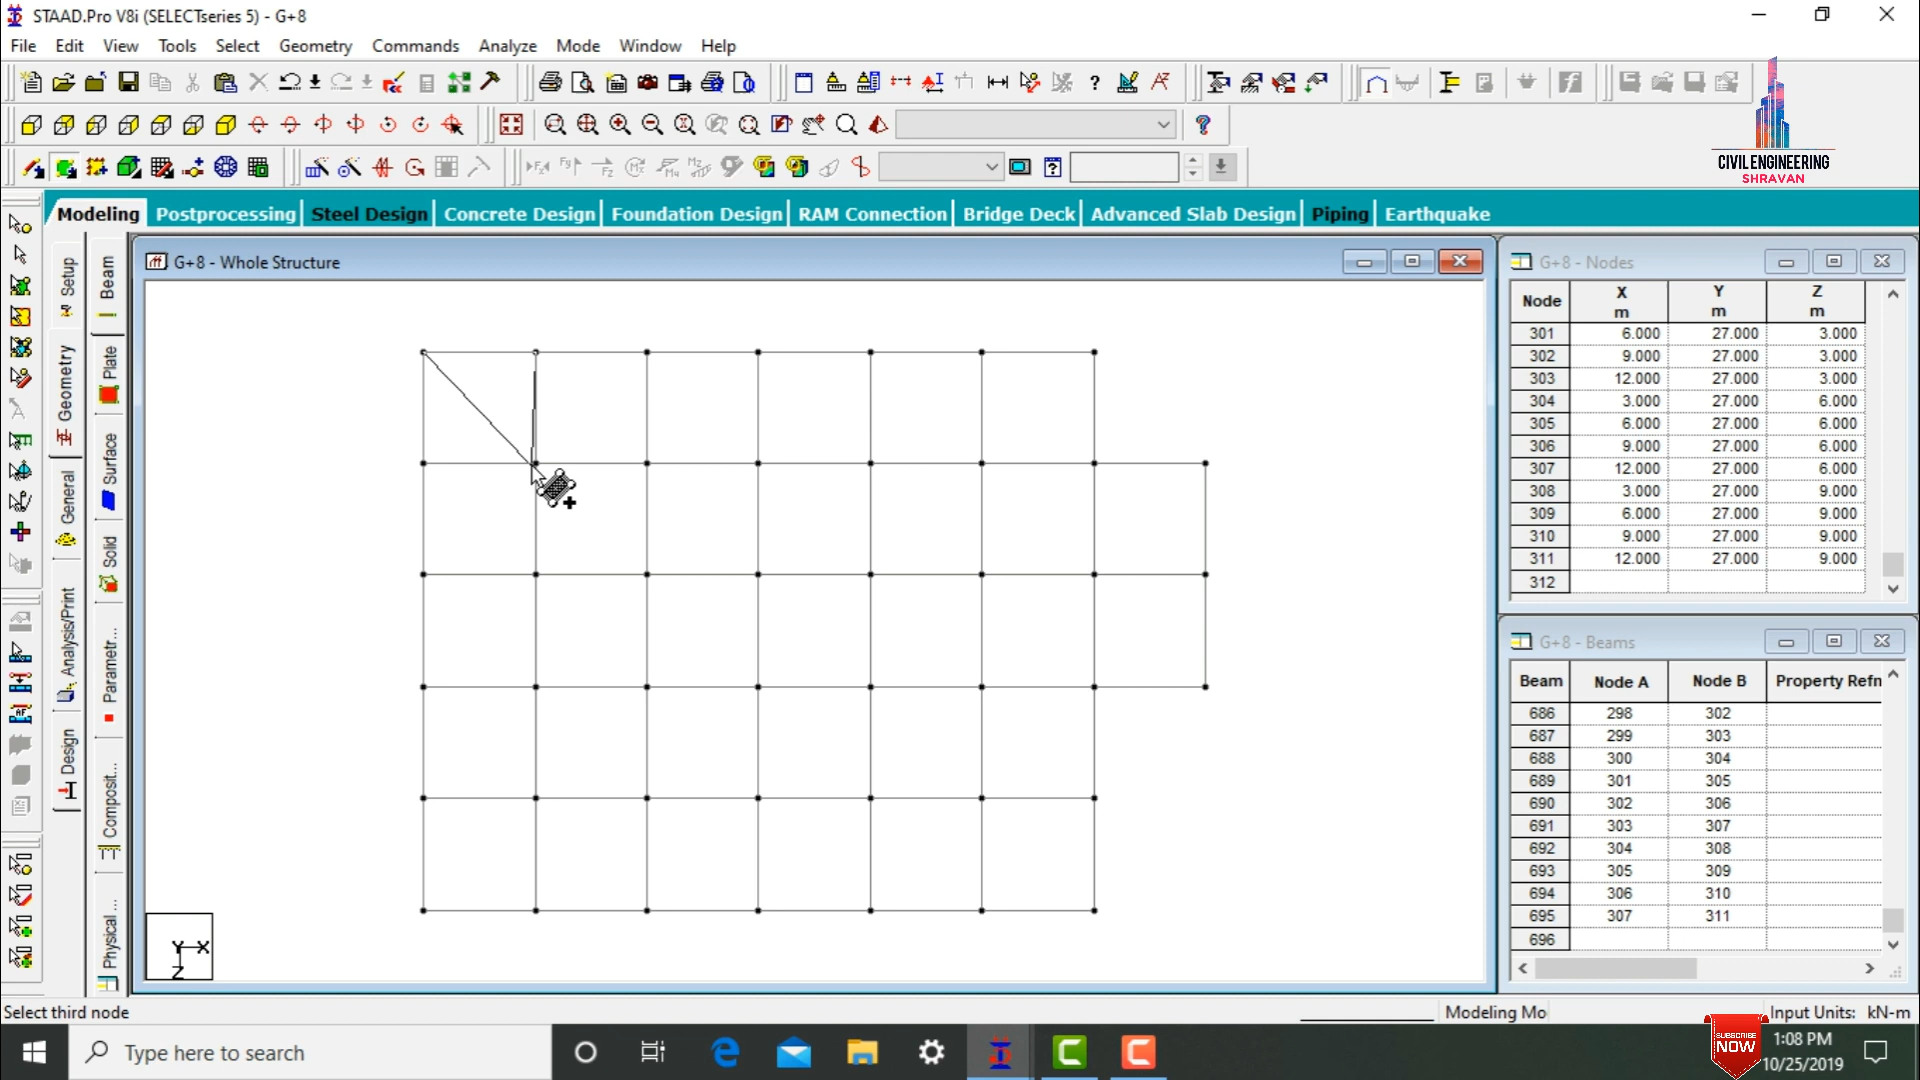 STAAD.Pro V8i (SELECTseries 5) - G+8
File Edit View Tools Select Geometry Commands Analyze Mode Window Help
CIVIL ENGINEERING
SHRAVAN
Modeling Postprocessing Steel Design Concrete Design Foundation Design RAM Connection Bridge Deck Advanced Slab Design Piping Earthquake
Setup
Geometry
General
Analysis/Print
Design
Beam
Plate
Surface
Solid
Parametr...
Composit...
Physical ...
G+8 - Whole Structure
Y X
Z
G+8 - Nodes
Node X m Y m Z m
301 6.000 27.000 3.000
302 9.000 27.000 3.000
303 12.000 27.000 3.000
304 3.000 27.000 6.000
305 6.000 27.000 6.000
306 9.000 27.000 6.000
307 12.000 27.000 6.000
308 3.000 27.000 9.000
309 6.000 27.000 9.000
310 9.000 27.000 9.000
311 12.000 27.000 9.000
312
G+8 - Beams
Beam Node A Node B Property Refn
686 298 302
687 299 303
688 300 304
689 301 305
690 302 306
691 303 307
692 304 308
693 305 309
694 306 310
695 307 311
696
Select third node
Modeling Mo
Input Units: kN-m
Type here to search
SUBSCRIBE
NOW
1:08 PM
10/25/2019